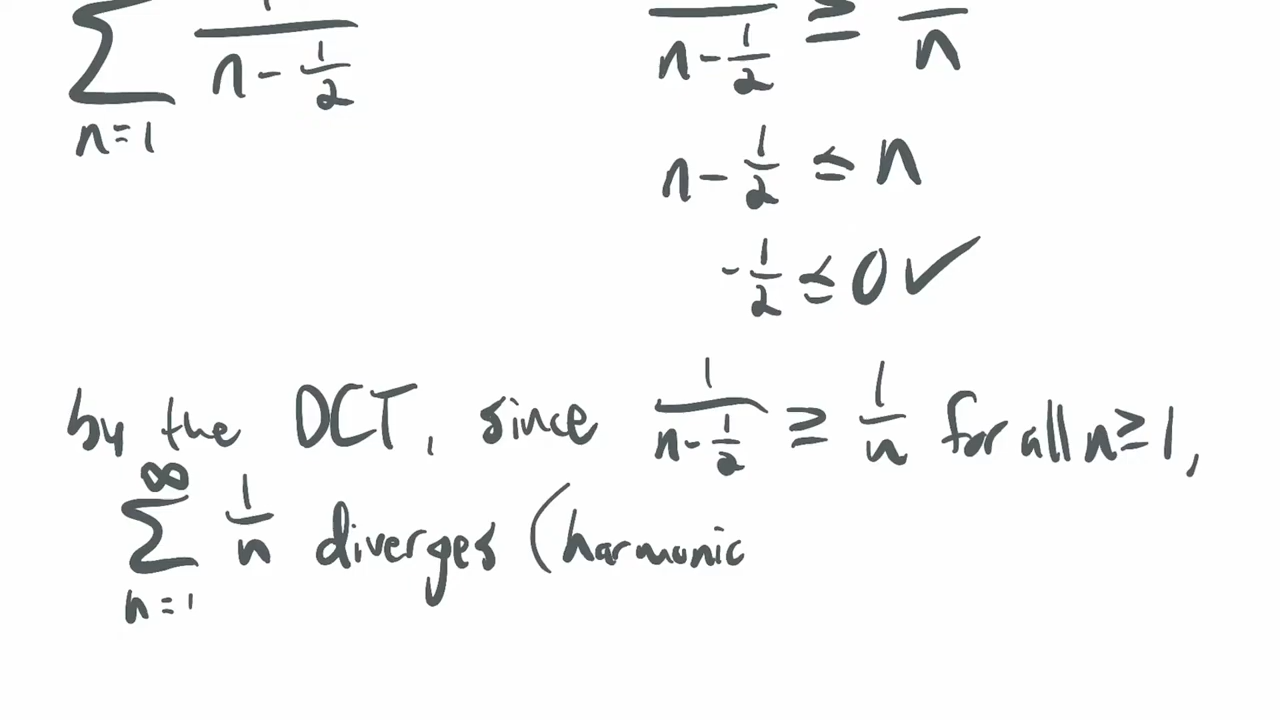 ∑ n=1 1/(n - 1/2)
1/(n - 1/2) ≥ 1/n
n - 1/2 ≤ n
-1/2 ≤ 0 ✓
by the DCT, since 1/(n - 1/2) ≥ 1/n for all n ≥ 1,
∑ n=1 ∞ 1/n diverges (harmonic